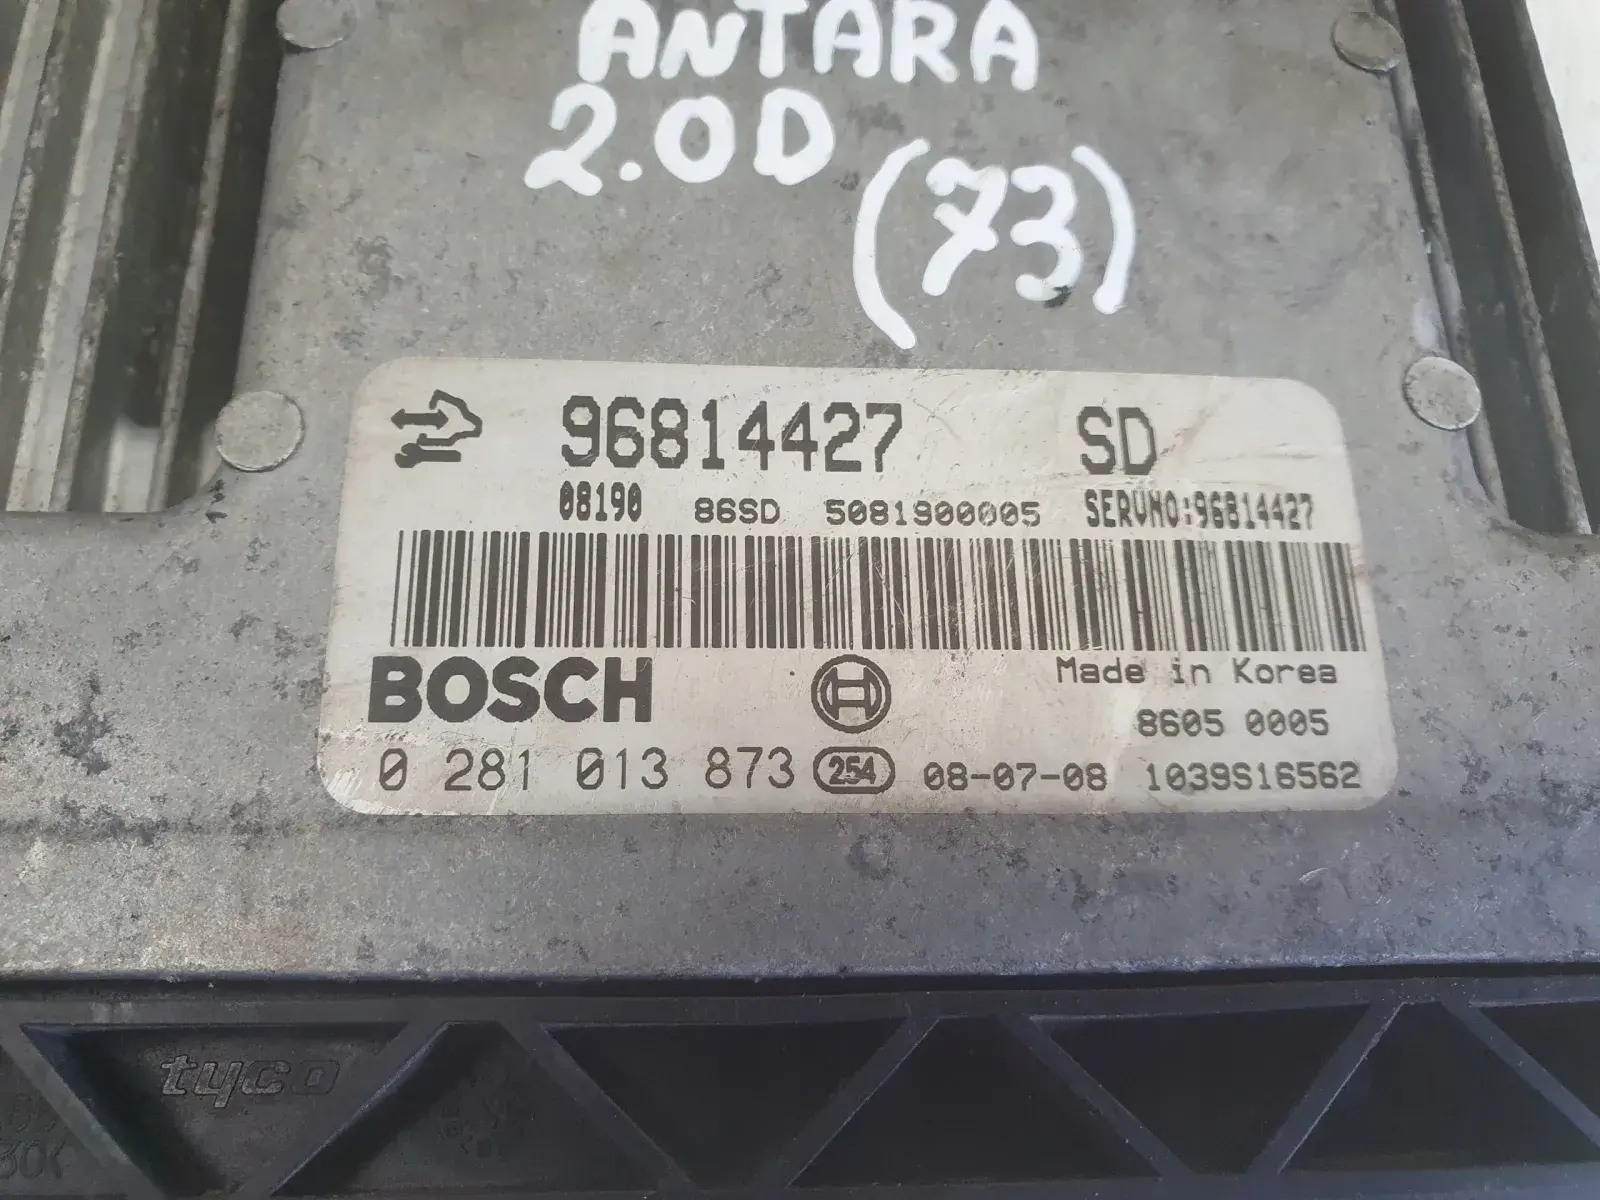 ANTARA
2.0D (73)
96814427 SD
08190 86SD 5081900005 SERVNO:96814427
BOSCH
Made in Korea
8605 0005
0 281 013 873 254 08-07-08 1039S16562
tyco